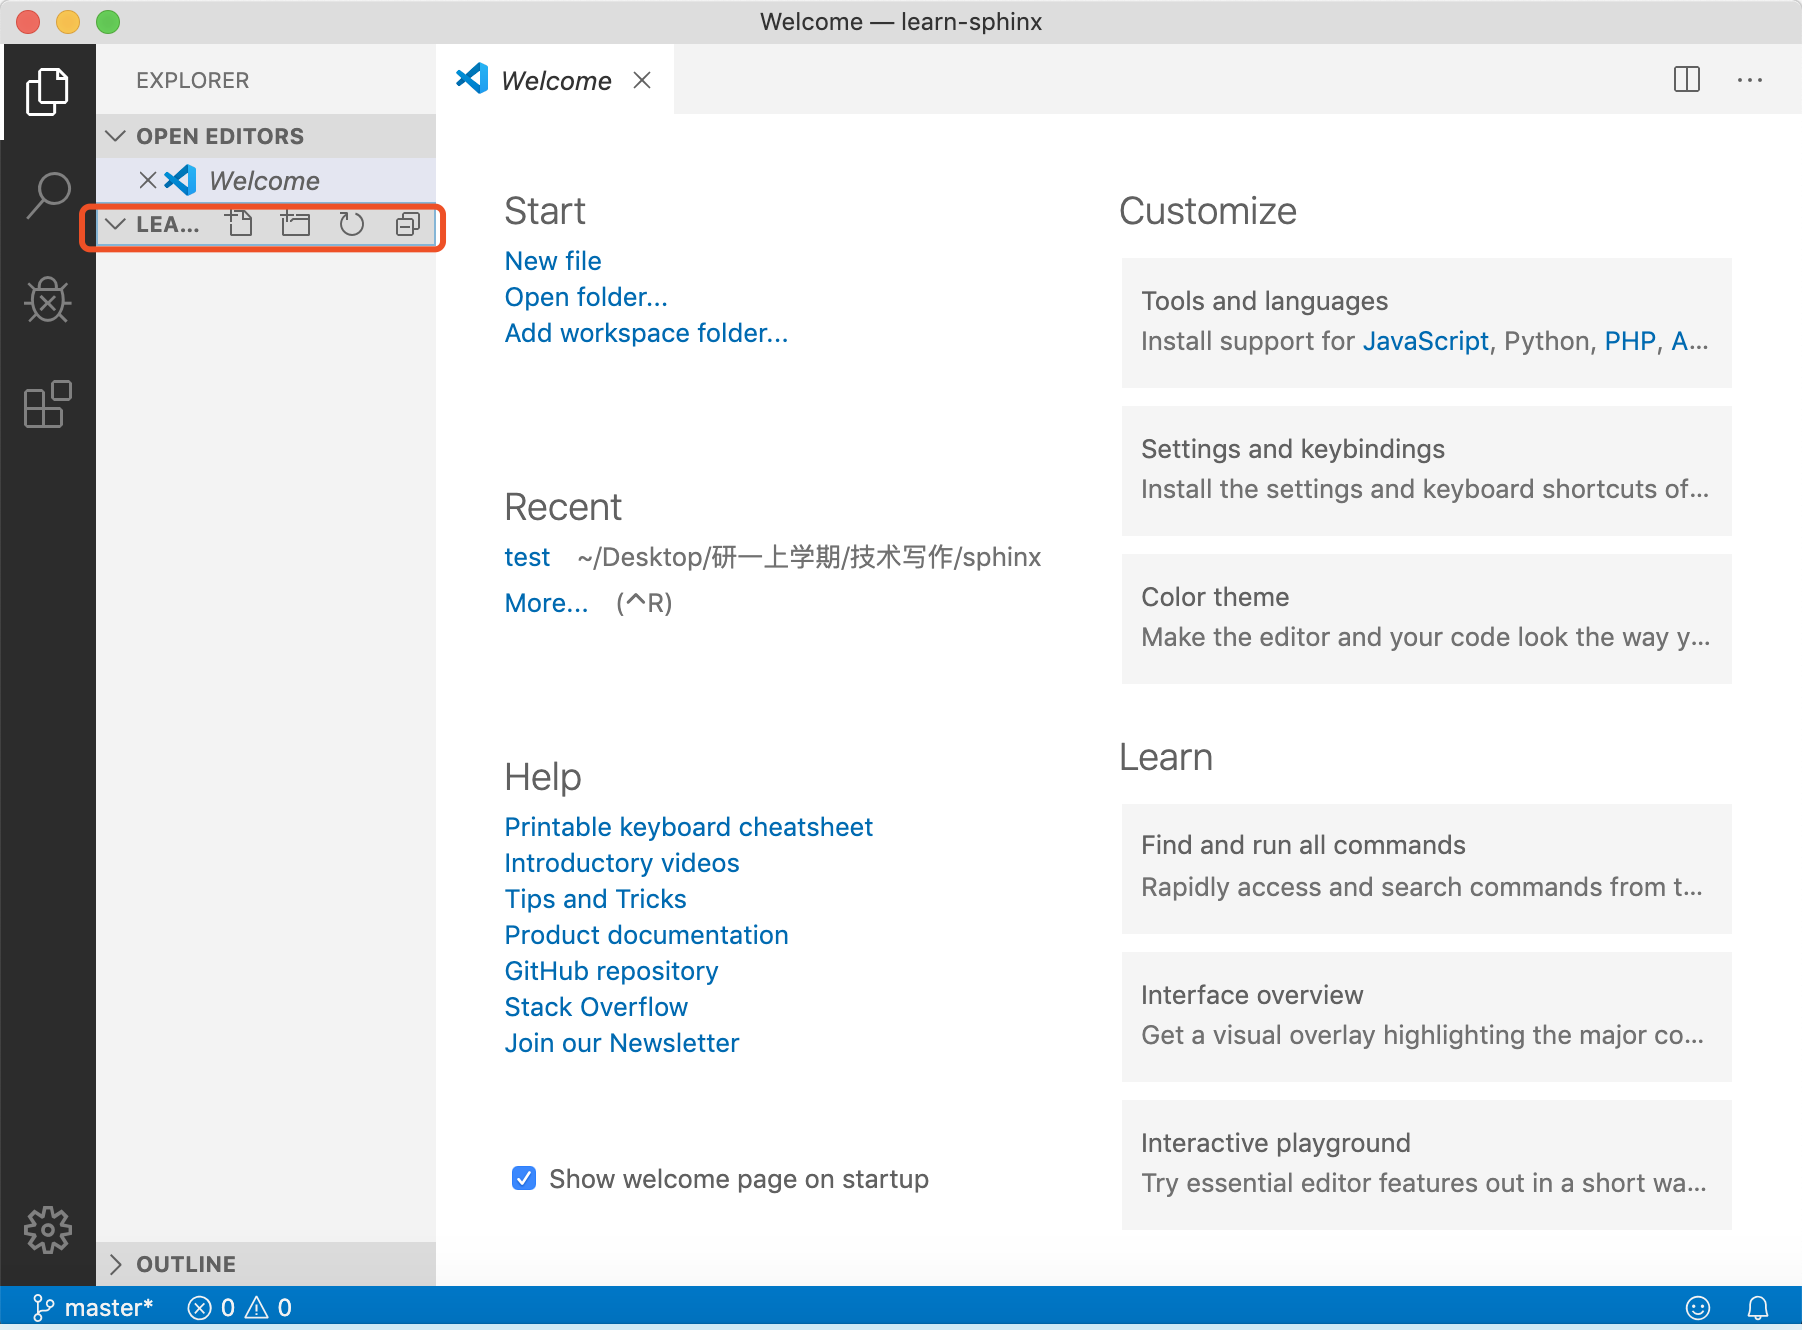 Welcome — learn-sphinx
EXPLORER
OPEN EDITORS
Welcome
LEA...
OUTLINE
Welcome
Start
New file
Open folder...
Add workspace folder...
Recent
test ~/Desktop/研一上学期/技术写作/sphinx
More... (^R)
Help
Printable keyboard cheatsheet
Introductory videos
Tips and Tricks
Product documentation
GitHub repository
Stack Overflow
Join our Newsletter
Show welcome page on startup
Customize
Tools and languages
Install support for JavaScript, Python, PHP, A...
Settings and keybindings
Install the settings and keyboard shortcuts of...
Color theme
Make the editor and your code look the way y...
Learn
Find and run all commands
Rapidly access and search commands from t...
Interface overview
Get a visual overlay highlighting the major co...
Interactive playground
Try essential editor features out in a short wa...
master* 0 0